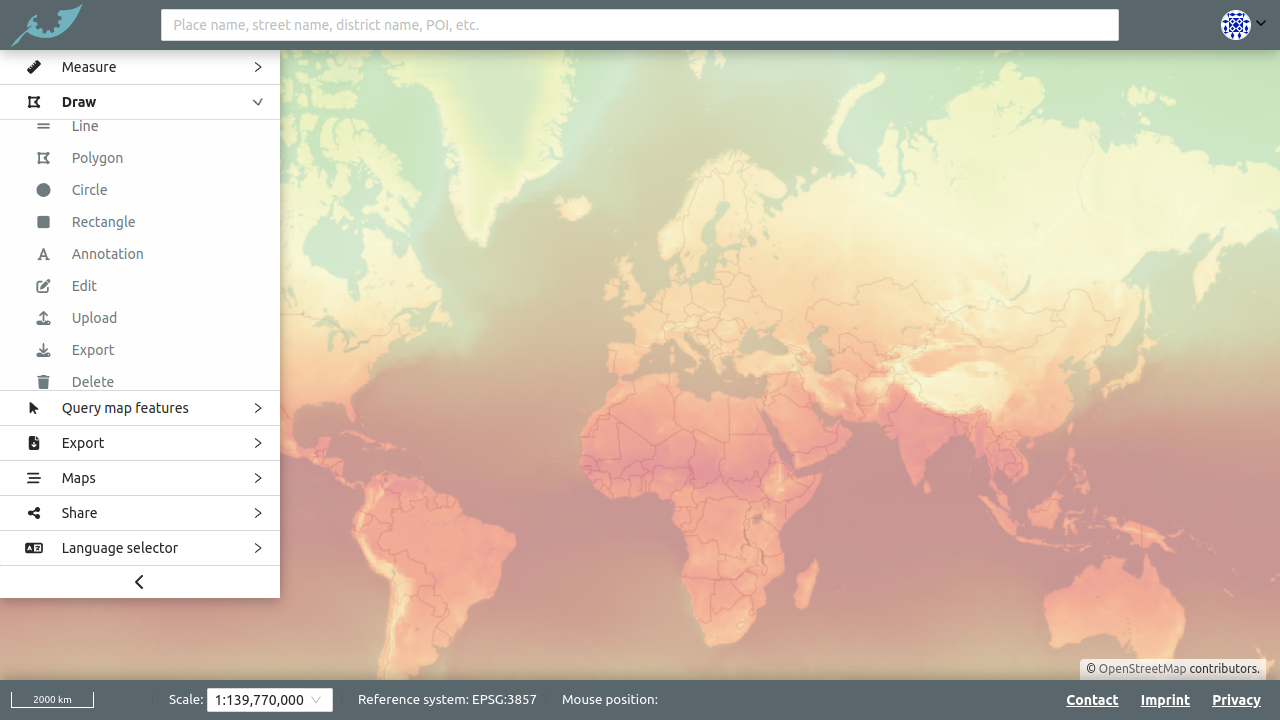 Place name, street name, district name, POI, etc.
Measure
Draw
Line
Polygon
Circle
Rectangle
Annotation
Edit
Upload
Export
Delete
Query map features
Export
Maps
Share
Language selector
© OpenStreetMap contributors.
2000 km
Scale: 1:139,770,000 Reference system: EPSG:3857 Mouse position:
Contact Imprint Privacy